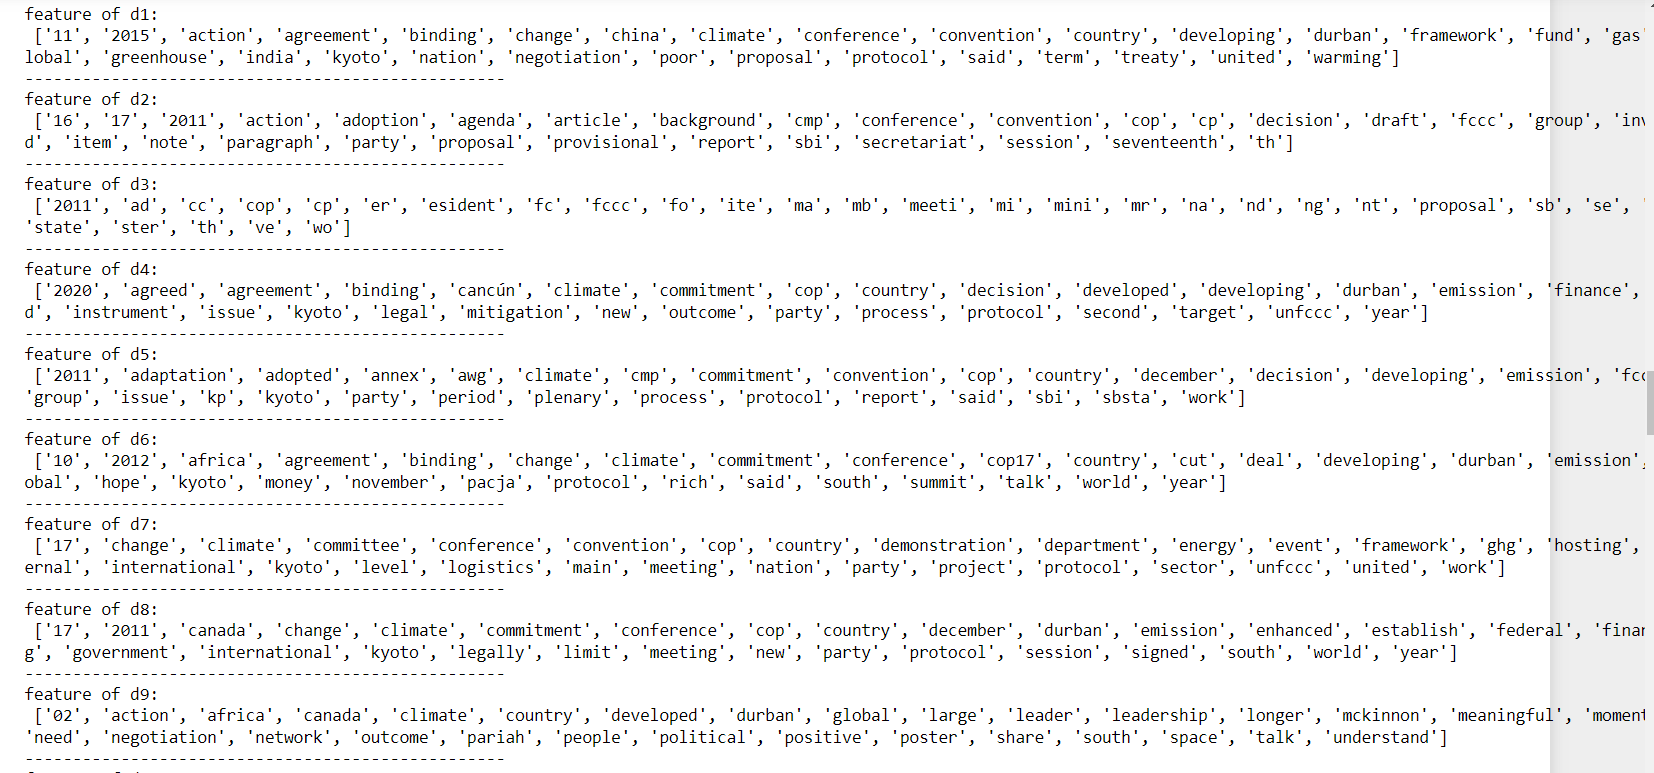 feature of d1:
['11', '2015', 'action', 'agreement', 'binding', 'change', 'china', 'climate', 'conference', 'convention', 'country', 'developing', 'durban', 'framework', 'fund', 'gas'
lobal', 'greenhouse', 'india', 'kyoto', 'nation', 'negotiation', 'poor', 'proposal', 'protocol', 'said', 'term', 'treaty', 'united', 'warming']
--------------------------------------------------
feature of d2:
['16', '17', '2011', 'action', 'adoption', 'agenda', 'article', 'background', 'cmp', 'conference', 'convention', 'cop', 'cp', 'decision', 'draft', 'fccc', 'group', 'inv
d', 'item', 'note', 'paragraph', 'party', 'proposal', 'provisional', 'report', 'sbi', 'secretariat', 'session', 'seventeenth', 'th']
--------------------------------------------------
feature of d3:
['2011', 'ad', 'cc', 'cop', 'cp', 'er', 'esident', 'fc', 'fccc', 'fo', 'ite', 'ma', 'mb', 'meeti', 'mi', 'mini', 'mr', 'na', 'nd', 'ng', 'nt', 'proposal', 'sb', 'se', '
'state', 'ster', 'th', 've', 'wo']
--------------------------------------------------
feature of d4:
['2020', 'agreed', 'agreement', 'binding', 'cancún', 'climate', 'commitment', 'cop', 'country', 'decision', 'developed', 'developing', 'durban', 'emission', 'finance',
d', 'instrument', 'issue', 'kyoto', 'legal', 'mitigation', 'new', 'outcome', 'party', 'process', 'protocol', 'second', 'target', 'unfccc', 'year']
--------------------------------------------------
feature of d5:
['2011', 'adaptation', 'adopted', 'annex', 'awg', 'climate', 'cmp', 'commitment', 'convention', 'cop', 'country', 'december', 'decision', 'developing', 'emission', 'fcc
'group', 'issue', 'kp', 'kyoto', 'party', 'period', 'plenary', 'process', 'protocol', 'report', 'said', 'sbi', 'sbsta', 'work']
--------------------------------------------------
feature of d6:
['10', '2012', 'africa', 'agreement', 'binding', 'change', 'climate', 'commitment', 'conference', 'cop17', 'country', 'cut', 'deal', 'developing', 'durban', 'emission',
obal', 'hope', 'kyoto', 'money', 'november', 'pacja', 'protocol', 'rich', 'said', 'south', 'summit', 'talk', 'world', 'year']
--------------------------------------------------
feature of d7:
['17', 'change', 'climate', 'committee', 'conference', 'convention', 'cop', 'country', 'demonstration', 'department', 'energy', 'event', 'framework', 'ghg', 'hosting',
ernal', 'international', 'kyoto', 'level', 'logistics', 'main', 'meeting', 'nation', 'party', 'project', 'protocol', 'sector', 'unfccc', 'united', 'work']
--------------------------------------------------
feature of d8:
['17', '2011', 'canada', 'change', 'climate', 'commitment', 'conference', 'cop', 'country', 'december', 'durban', 'emission', 'enhanced', 'establish', 'federal', 'finan
g', 'government', 'international', 'kyoto', 'legally', 'limit', 'meeting', 'new', 'party', 'protocol', 'session', 'signed', 'south', 'world', 'year']
--------------------------------------------------
feature of d9:
['02', 'action', 'africa', 'canada', 'climate', 'country', 'developed', 'durban', 'global', 'large', 'leader', 'leadership', 'longer', 'mckinnon', 'meaningful', 'moment
'need', 'negotiation', 'network', 'outcome', 'pariah', 'people', 'political', 'positive', 'poster', 'share', 'south', 'space', 'talk', 'understand']
--------------------------------------------------